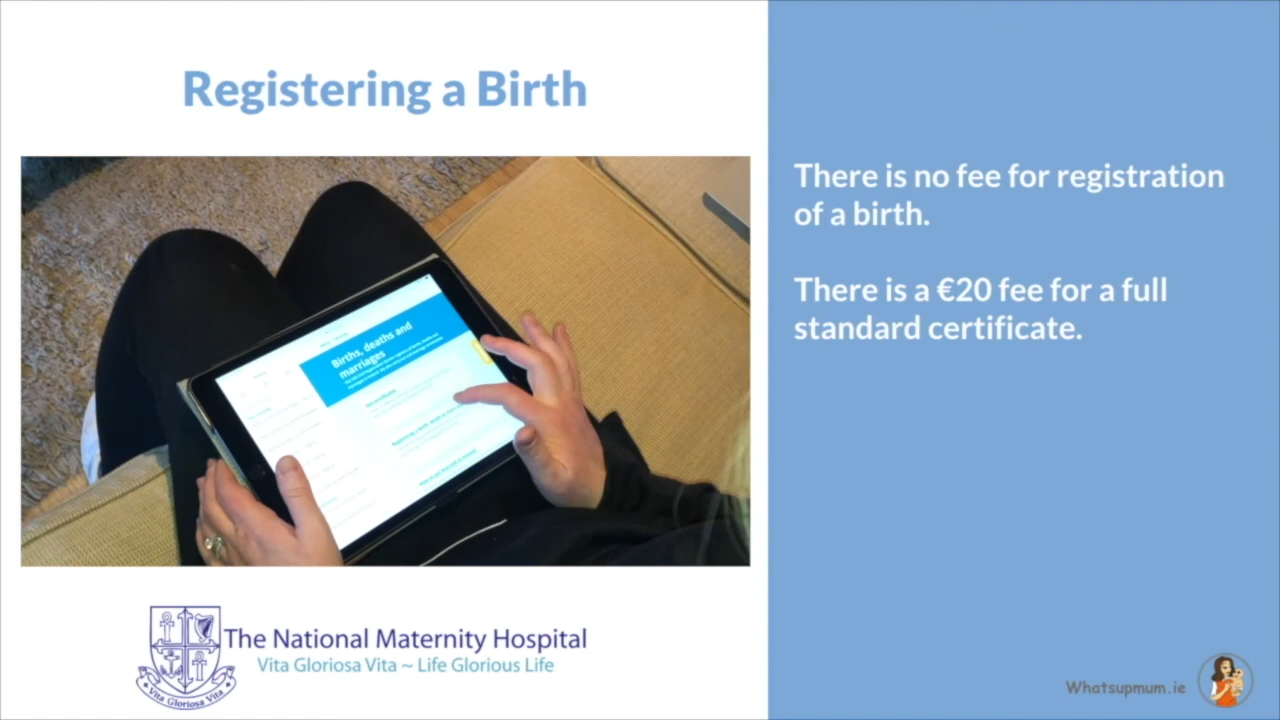 Registering a Birth
There is no fee for registration
of a birth.
There is a €20 fee for a full
standard certificate.
Births, deaths and
marriages
The National Maternity Hospital
Vita Gloriosa Vita ~ Life Glorious Life
Vita Gloriosa Vita
Whatsupmum.ie